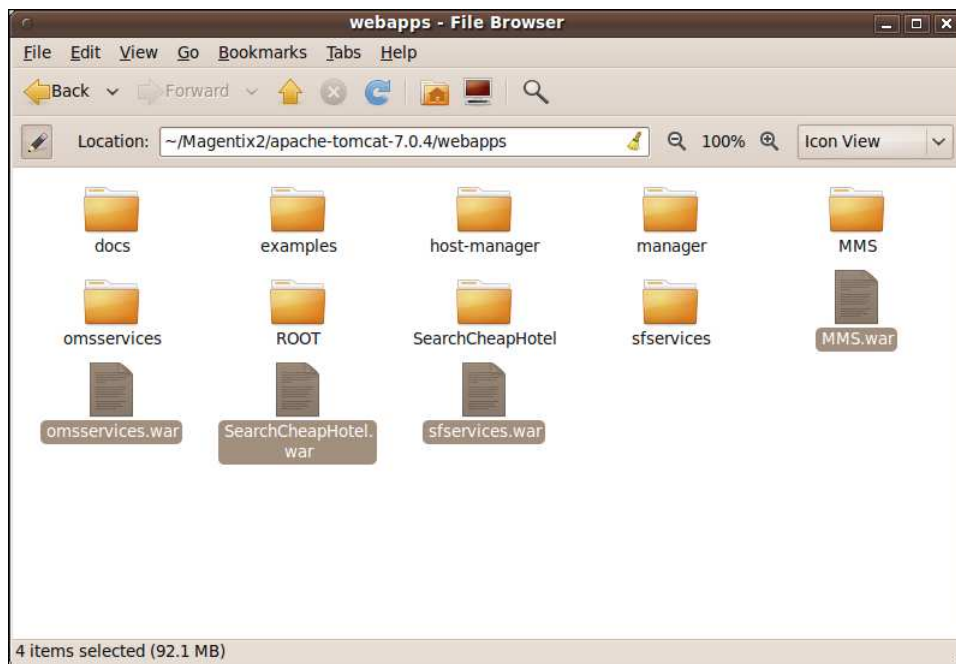 webapps - File Browser
File Edit View Go Bookmarks Tabs Help
Back Forward
Location: ~/Magentix2/apache-tomcat-7.0.4/webapps 100% Icon View
docs examples host-manager manager MMS
omsservices ROOT SearchCheapHotel sfservices MMS.war
omsservices.war SearchCheapHotel. sfservices.war
war
4 items selected (92.1 MB)